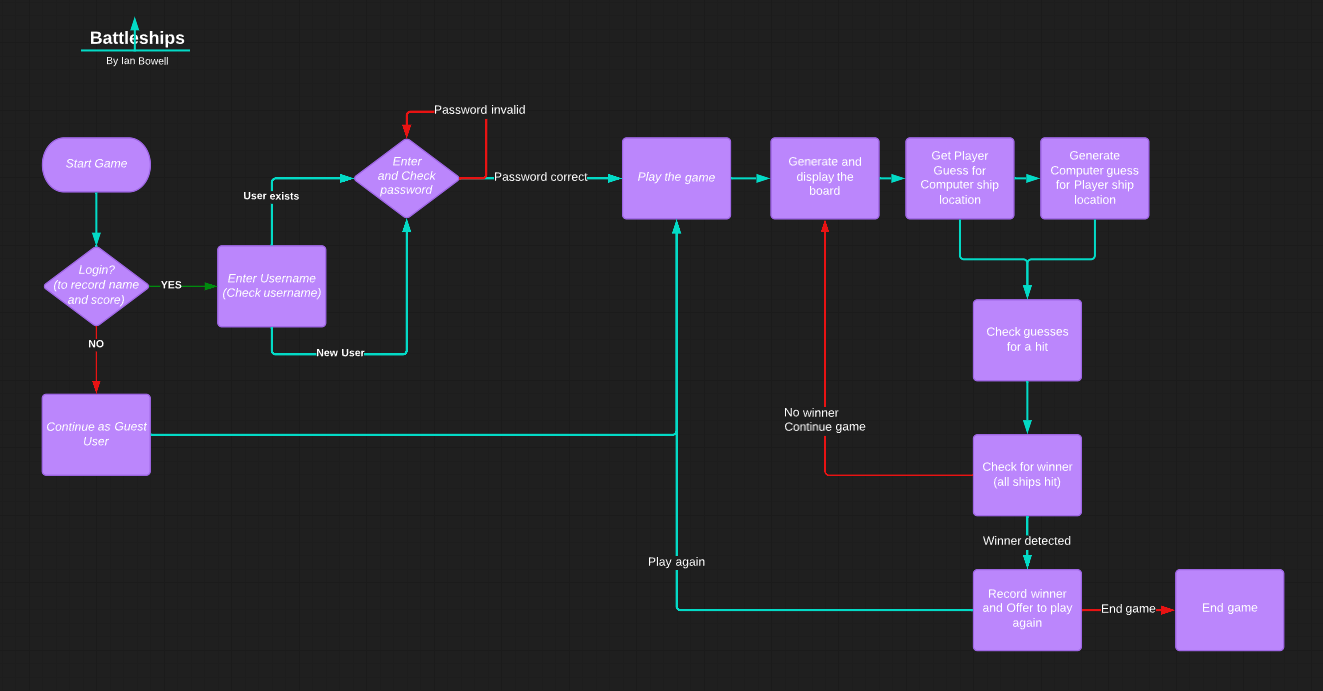 Battleships
By Ian Bowell
Password invalid
Start Game
Enter
and Check
password
Password correct
Play the game
Generate and
display the
board
Get Player
Guess for
Computer ship
location
Generate
Computer guess
for Player ship
location
User exists
Login?
(to record name
and score)
YES
Enter Username
(Check username)
NO
New User
Check guesses
for a hit
Continue as Guest
User
No winner
Continue game
Check for winner
(all ships hit)
Winner detected
Play again
Record winner
and Offer to play
again
End game
End game